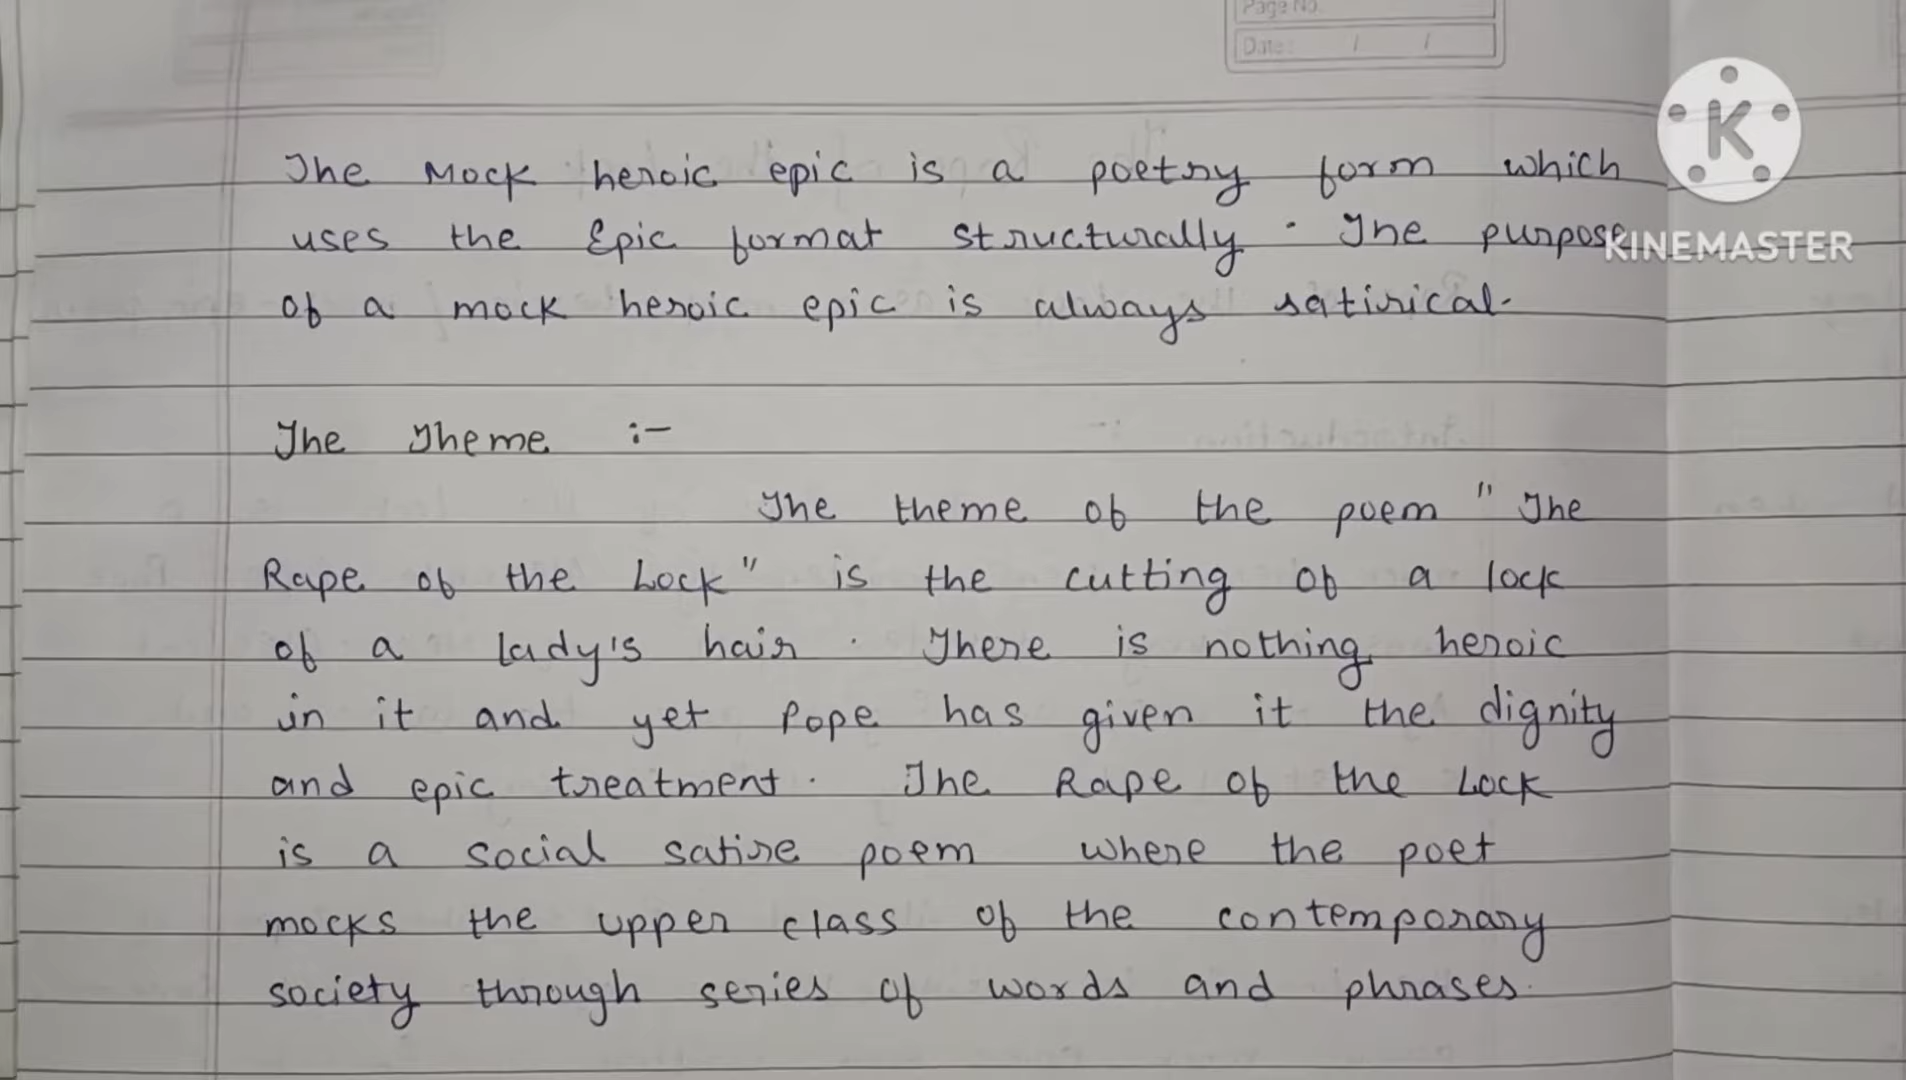 Page No.
Date: / /
K
KINEMASTER
The Mock heroic epic is a poetry form which
uses the Epic format structurally. The purpose
of a mock heroic epic is always satirical.
The Theme :-
The theme of the poem "The
Rape of the Lock" is the cutting of a lock
of a lady's hair. There is nothing heroic
in it and yet Pope has given it the dignity
and epic treatment. The Rape of the Lock
is a social satire poem where the poet
mocks the upper class of the contemporary
society through series of words and phrases.